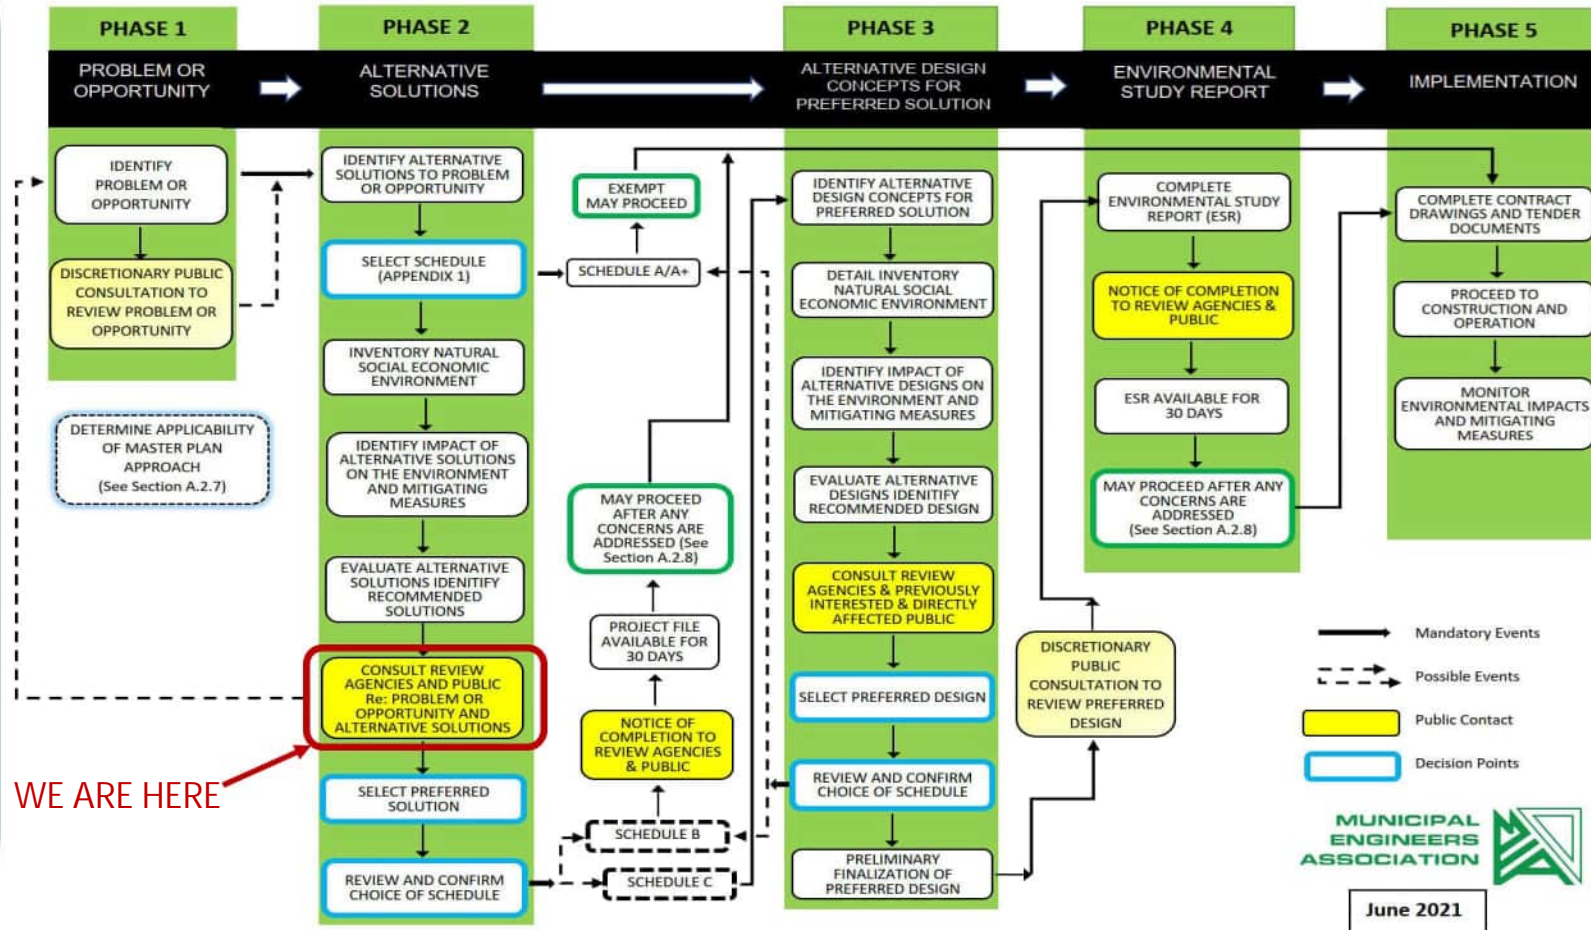 PHASE 1
PROBLEM OR
OPPORTUNITY
IDENTIFY
PROBLEM OR
OPPORTUNITY
DISCRETIONARY PUBLIC
CONSULTATION TO
REVIEW PROBLEM OR
OPPORTUNITY
DETERMINE APPLICABILITY
OF MASTER PLAN
APPROACH
(See Section A.2.7)
WE ARE HERE
PHASE 2
ALTERNATIVE
SOLUTIONS
IDENTIFY ALTERNATIVE
SOLUTIONS TO PROBLEM
OR OPPORTUNITY
SELECT SCHEDULE
(APPENDIX 1)
INVENTORY NATURAL
SOCIAL ECONOMIC
ENVIRONMENT
IDENTIFY IMPACT OF
ALTERNATIVE SOLUTIONS
ON THE ENVIRONMENT
AND MITIGATING
MEASURES
EVALUATE ALTERNATIVE
SOLUTIONS IDENITIFY
RECOMMENDED
SOLUTIONS
CONSULT REVIEW
AGENCIES AND PUBLIC
Re: PROBLEM OR
OPPORTUNITY AND
ALTERNATIVE SOLUTIONS
SELECT PREFERRED
SOLUTION
REVIEW AND CONFIRM
CHOICE OF SCHEDULE
EXEMPT
MAY PROCEED
SCHEDULE A/A+
MAY PROCEED
AFTER ANY
CONCERNS ARE
ADDRESSED (See
Section A.2.8)
PROJECT FILE
AVAILABLE FOR
30 DAYS
NOTICE OF
COMPLETION TO
REVIEW AGENCIES
& PUBLIC
SCHEDULE B
SCHEDULE C
PHASE 3
ALTERNATIVE DESIGN
CONCEPTS FOR
PREFERRED SOLUTION
IDENTIFY ALTERNATIVE
DESIGN CONCEPTS FOR
PREFERRED SOLUTION
DETAIL INVENTORY
NATURAL SOCIAL
ECONOMIC ENVIRONMENT
IDENTIFY IMPACT OF
ALTERNATIVE DESIGNS ON
THE ENVIRONMENT AND
MITIGATING MEASURES
EVALUATE ALTERNATIVE
DESIGNS IDENITIFY
RECOMMENDED DESIGN
CONSULT REVIEW
AGENCIES & PREVIOUSLY
INTERESTED & DIRECTLY
AFFECTED PUBLIC
SELECT PREFERRED DESIGN
REVIEW AND CONFIRM
CHOICE OF SCHEDULE
PRELIMINARY
FINALIZATION OF
PREFERRED DESIGN
DISCRETIONARY
PUBLIC
CONSULTATION TO
REVIEW PREFERRED
DESIGN
PHASE 4
ENVIRONMENTAL
STUDY REPORT
COMPLETE
ENVIRONMENTAL STUDY
REPORT (ESR)
NOTICE OF COMPLETION
TO REVIEW AGENCIES &
PUBLIC
ESR AVAILABLE FOR
30 DAYS
MAY PROCEED AFTER ANY
CONCERNS ARE
ADDRESSED
(See Section A.2.8)
PHASE 5
IMPLEMENTATION
COMPLETE CONTRACT
DRAWINGS AND TENDER
DOCUMENTS
PROCEED TO
CONSTRUCTION AND
OPERATION
MONITOR
ENVIRONMENTAL IMPACTS
AND MITIGATING
MEASURES
Mandatory Events
Possible Events
Public Contact
Decision Points
MUNICIPAL
ENGINEERS
ASSOCIATION
June 2021